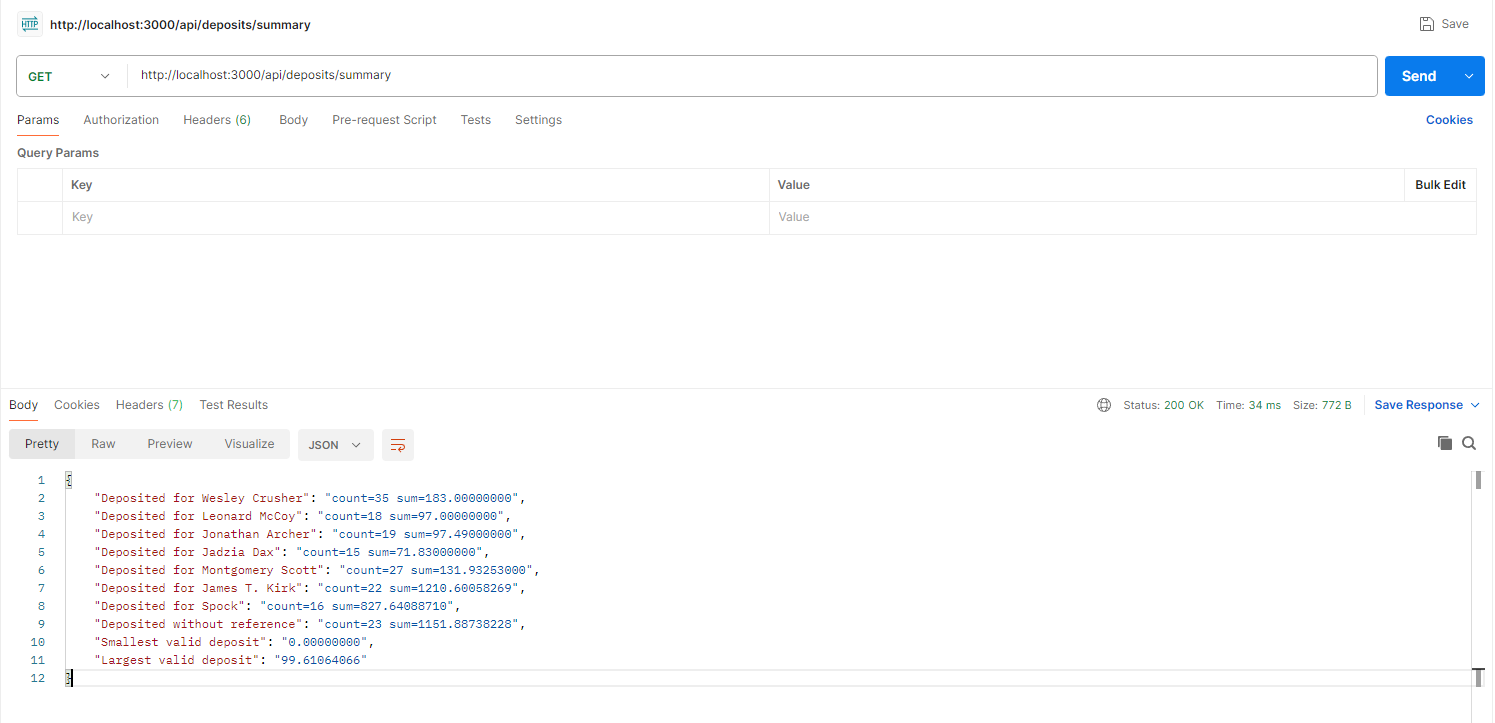 HTTP http://localhost:3000/api/deposits/summary Save
GET http://localhost:3000/api/deposits/summary Send
Params Authorization Headers (6) Body Pre-request Script Tests Settings Cookies
Query Params
Key Value Bulk Edit
Key Value
Body Cookies Headers (7) Test Results Status: 200 OK Time: 34 ms Size: 772 B Save Response
Pretty Raw Preview Visualize JSON
1 {
2 "Deposited for Wesley Crusher": "count=35 sum=183.00000000",
3 "Deposited for Leonard McCoy": "count=18 sum=97.00000000",
4 "Deposited for Jonathan Archer": "count=19 sum=97.49000000",
5 "Deposited for Jadzia Dax": "count=15 sum=71.83000000",
6 "Deposited for Montgomery Scott": "count=27 sum=131.93253000",
7 "Deposited for James T. Kirk": "count=22 sum=1210.60058269",
8 "Deposited for Spock": "count=16 sum=827.64088710",
9 "Deposited without reference": "count=23 sum=1151.88738228",
10 "Smallest valid deposit": "0.00000000",
11 "Largest valid deposit": "99.61064066"
12 }